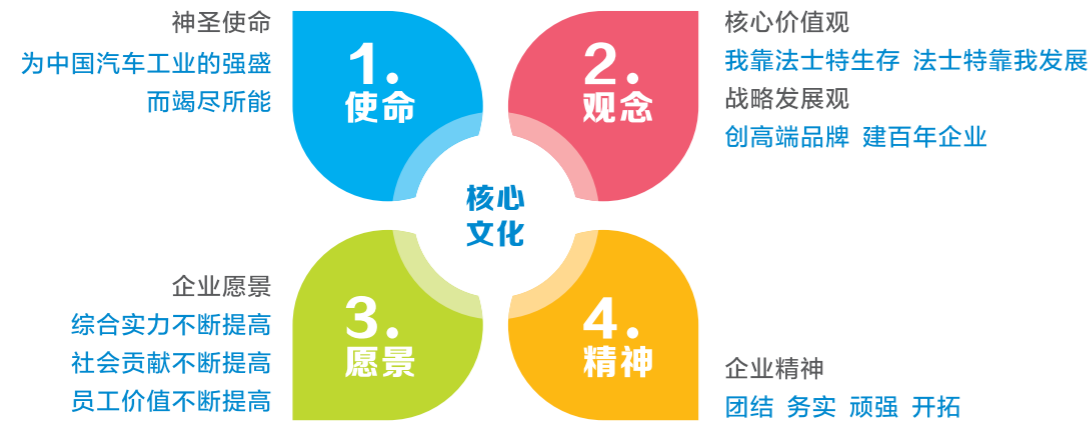 神圣使命
为中国汽车工业的强盛
而竭尽所能
1.
使命
2.
观念
核心价值观
我靠法士特生存 法士特靠我发展
战略发展观
创高端品牌 建百年企业
核心
文化
企业愿景
综合实力不断提高
社会贡献不断提高
员工价值不断提高
3.
愿景
4.
精神
企业精神
团结 务实 顽强 开拓